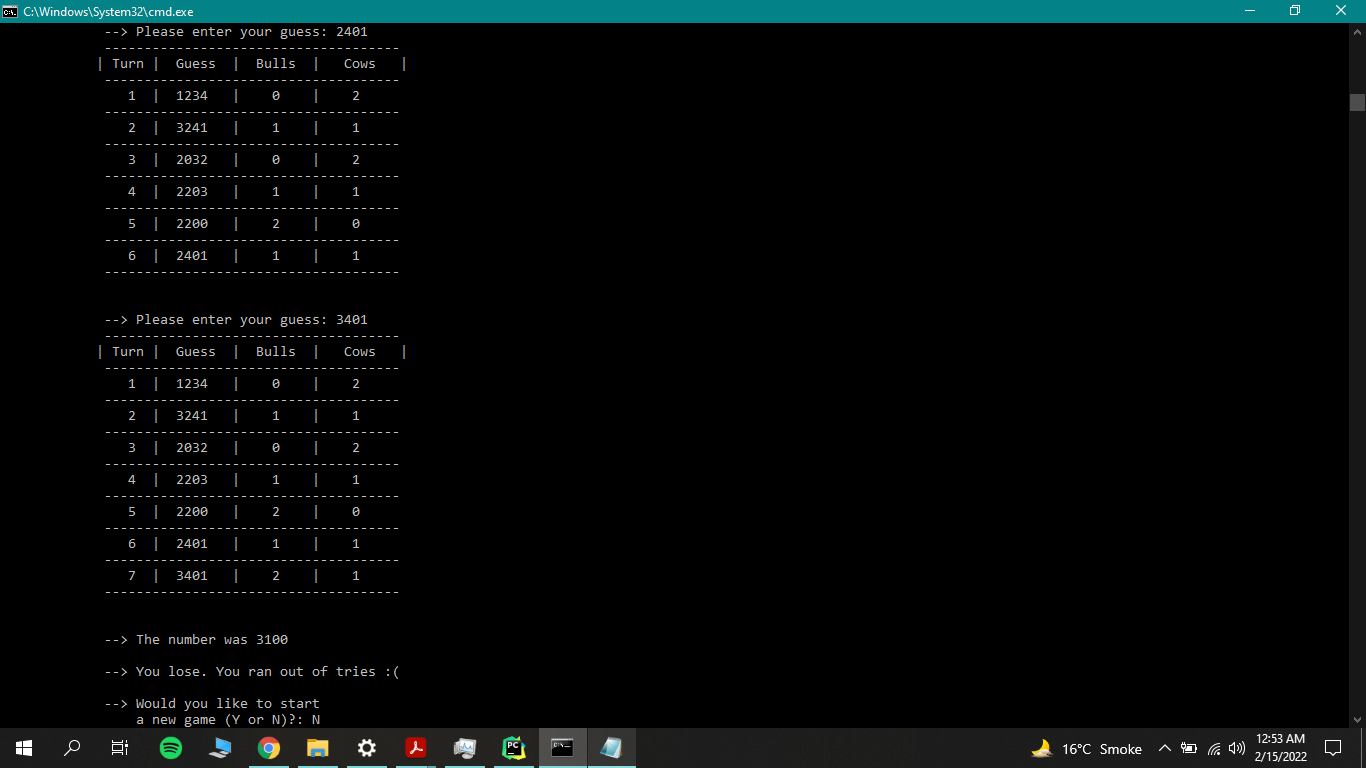 C:\Windows\System32\cmd.exe
--> Please enter your guess: 2401
-------------------------------------
| Turn |  Guess  |  Bulls  |   Cows   |
-------------------------------------
1  |  1234   |    0    |    2
-------------------------------------
2  |  3241   |    1    |    1
-------------------------------------
3  |  2032   |    0    |    2
-------------------------------------
4  |  2203   |    1    |    1
-------------------------------------
5  |  2200   |    2    |    0
-------------------------------------
6  |  2401   |    1    |    1
-------------------------------------
--> Please enter your guess: 3401
-------------------------------------
| Turn |  Guess  |  Bulls  |   Cows   |
-------------------------------------
1  |  1234   |    0    |    2
-------------------------------------
2  |  3241   |    1    |    1
-------------------------------------
3  |  2032   |    0    |    2
-------------------------------------
4  |  2203   |    1    |    1
-------------------------------------
5  |  2200   |    2    |    0
-------------------------------------
6  |  2401   |    1    |    1
-------------------------------------
7  |  3401   |    2    |    1
-------------------------------------
--> The number was 3100
--> You lose. You ran out of tries :(
--> Would you like to start
a new game (Y or N)?: N
PC
C:\.
16°C Smoke
12:53 AM
2/15/2022